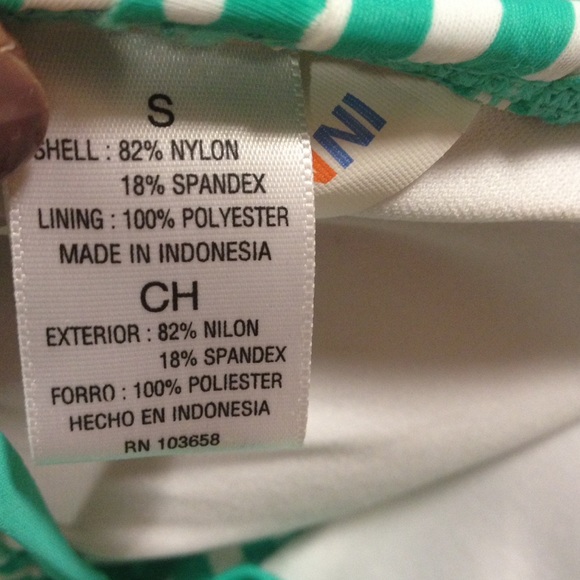 S
SHELL : 82% NYLON
18% SPANDEX
LINING : 100% POLYESTER
MADE IN INDONESIA
CH
EXTERIOR : 82% NILON
18% SPANDEX
FORRO : 100% POLIESTER
HECHO EN INDONESIA
RN 103658
INI